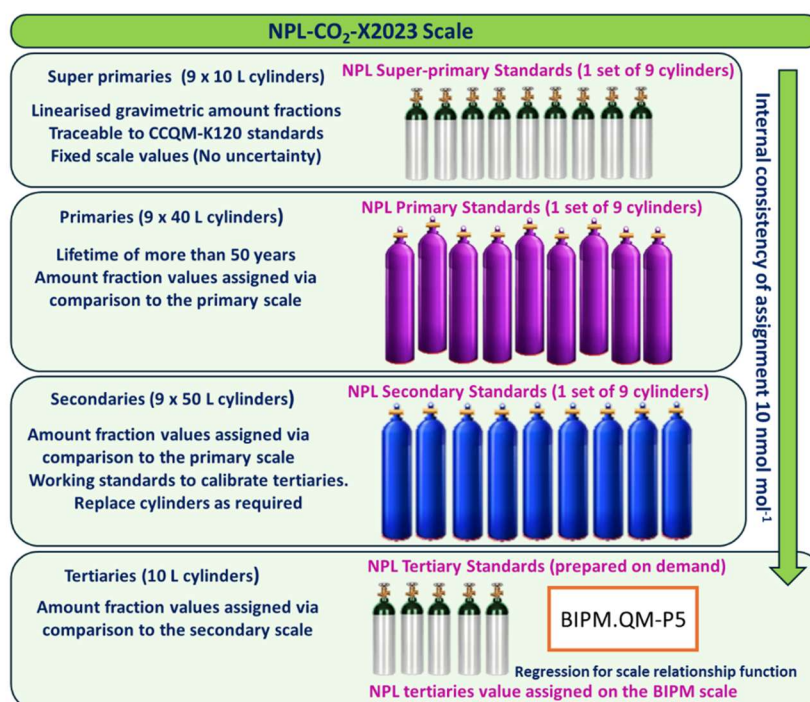 NPL-CO₂-X2023 Scale
Super primaries (9 x 10 L cylinders)
NPL Super-primary Standards (1 set of 9 cylinders)
Linearised gravimetric amount fractions
Traceable to CCQM-K120 standards
Fixed scale values (No uncertainty)
Primaries (9 x 40 L cylinders)
NPL Primary Standards (1 set of 9 cylinders)
Lifetime of more than 50 years
Amount fraction values assigned via
comparison to the primary scale
Secondaries (9 x 50 L cylinders)
NPL Secondary Standards (1 set of 9 cylinders)
Amount fraction values assigned via
comparison to the primary scale
Working standards to calibrate tertiaries.
Replace cylinders as required
Tertiaries (10 L cylinders)
NPL Tertiary Standards (prepared on demand)
Amount fraction values assigned via
comparison to the secondary scale
BIPM.QM-P5
Regression for scale relationship function
NPL tertiaries value assigned on the BIPM scale
Internal consistency of assignment 10 nmol mol⁻¹